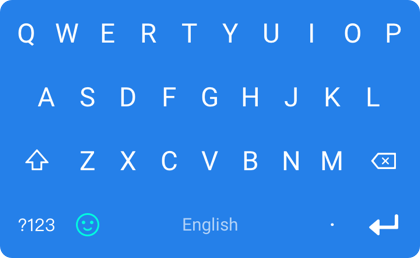 Q W E R T Y U I O P
A S D F G H J K L
Z X C V B N M
?123 English .